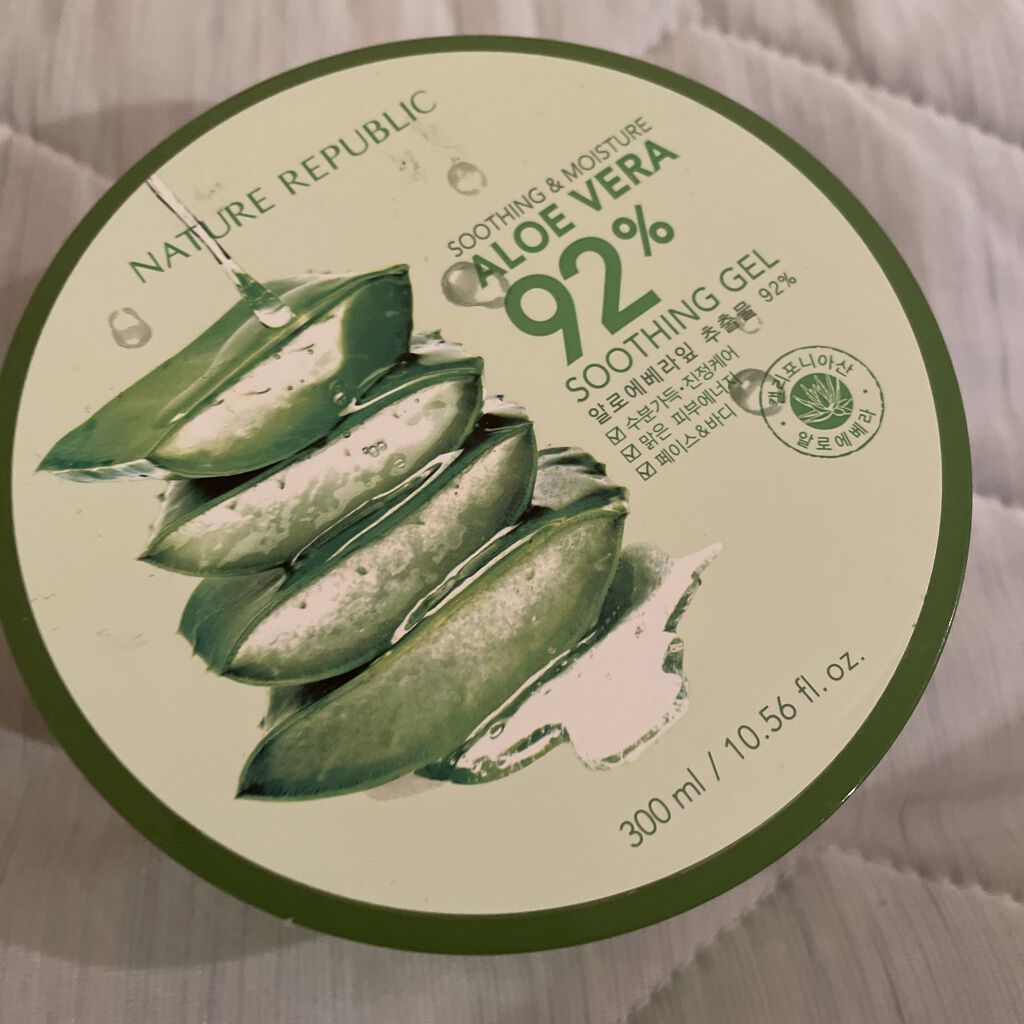 NATURE REPUBLIC
SOOTHING & MOISTURE
ALOE VERA
92%
SOOTHING GEL
알로에베라잎 추출물 92%
☑ 수분가득·진정케어
☑ 맑은 피부에너지
☑ 페이스&바디
캘리포니아산
알로에베라
300 ml / 10.56 fl. oz.